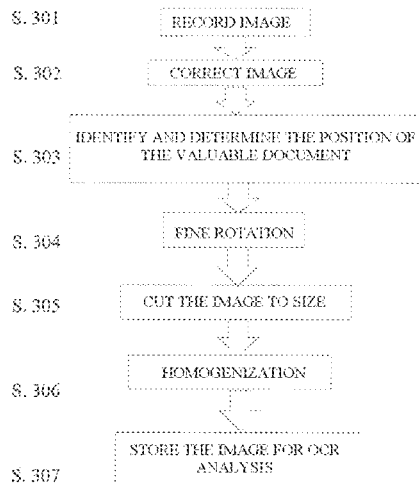 S. 301 RECORD IMAGE
S. 302 CORRECT IMAGE
IDENTIFY AND DETERMINE THE POSITION OF
S. 303 THE VALUABLE DOCUMENT
S. 304 FINE ROTATION
S. 305 CUT THE IMAGE TO SIZE
HOMOGENIZATION
S. 306
STORE THE IMAGE FOR OCR
ANALYSIS
S. 307